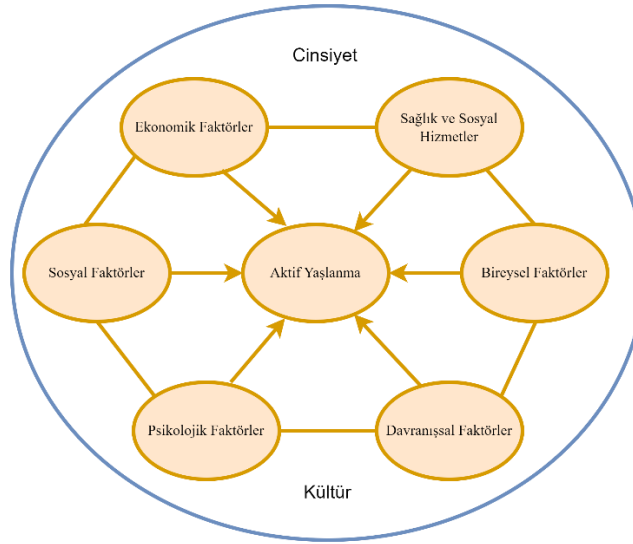 Cinsiyet
Ekonomik Faktörler
Sağlık ve Sosyal
Hizmetler
Sosyal Faktörler
Aktif Yaşlanma
Bireysel Faktörler
Psikolojik Faktörler
Davranışsal Faktörler
Kültür